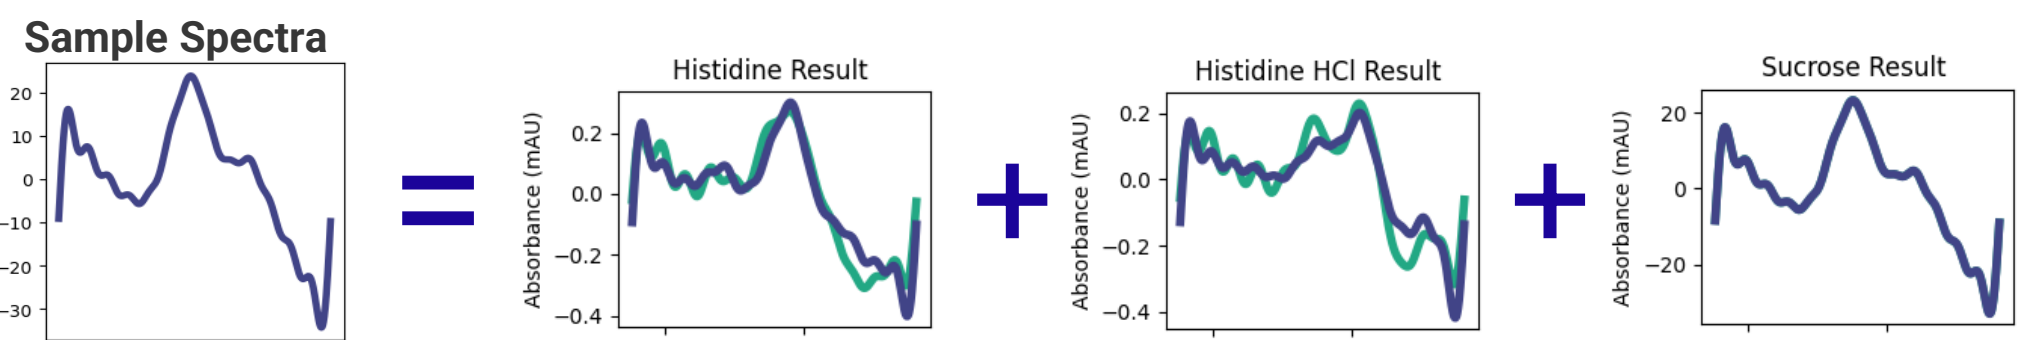 Sample Spectra
20
10
0
−10
−20
−30
=
Histidine Result
Absorbance (mAU)
0.2
0.0
−0.2
−0.4
+
Histidine HCl Result
Absorbance (mAU)
0.2
0.0
−0.2
−0.4
+
Sucrose Result
Absorbance (mAU)
20
0
−20